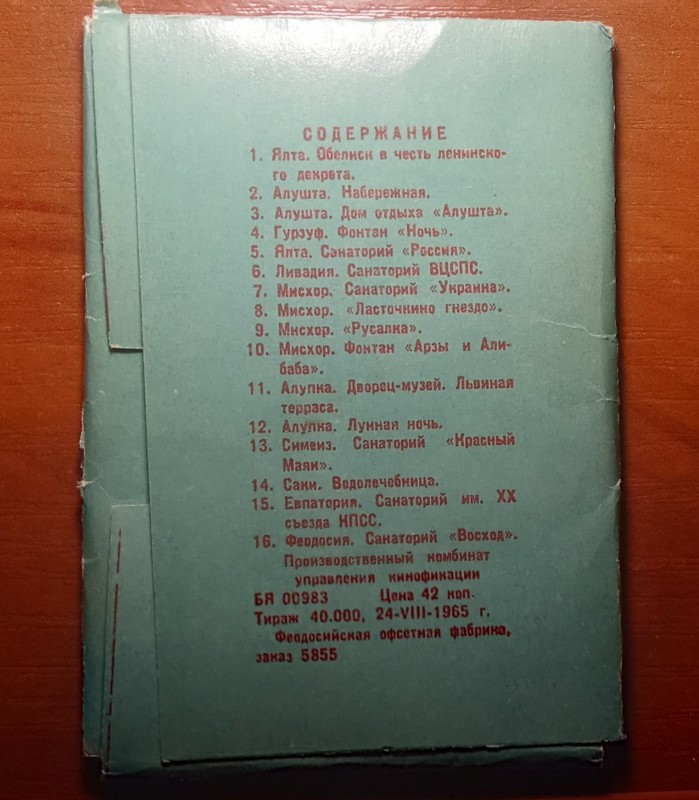 СОДЕРЖАНИЕ
1. Ялта. Обелиск в честь ленинско-
го декрета.
2. Алушта. Набережная.
3. Алушта. Дом отдыха «Алушта».
4. Гурзуф. Фонтан «Ночь».
5. Ялта. Санаторий «Россия».
6. Ливадия. Санаторий ВЦСПС.
7. Мисхор. Санаторий «Украина».
8. Мисхор. «Ласточкино гнездо».
9. Мисхор. «Русалка».
10. Мисхор. Фонтан «Арзы и Али-
баба».
11. Алупка. Дворец-музей. Львиная
терраса.
12. Алупка. Лунная ночь.
13. Симеиз. Санаторий «Красный
Маяк».
14. Саки. Водолечебница.
15. Евпатория. Санаторий им. XX
съезда КПСС.
16. Феодосия. Санаторий «Восход».
Производственный комбинат
управления кинофикации
БЯ 00983 Цена 42 коп.
Тираж 40.000, 24-VIII-1965 г.
Феодосийская офсетная фабрика,
заказ 5855